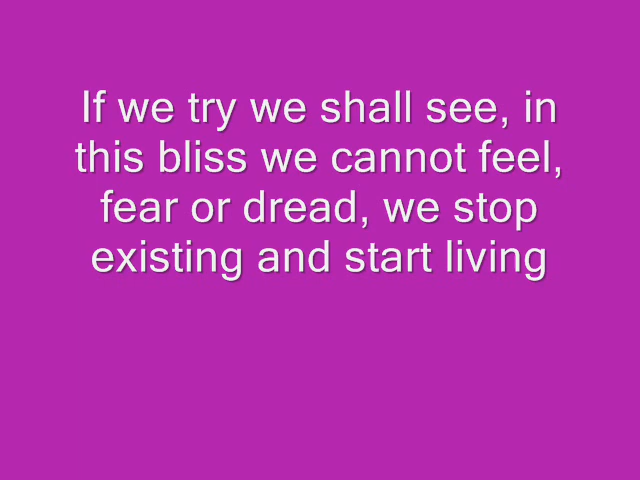 If we try we shall see, in
this bliss we cannot feel,
fear or dread, we stop
existing and start living